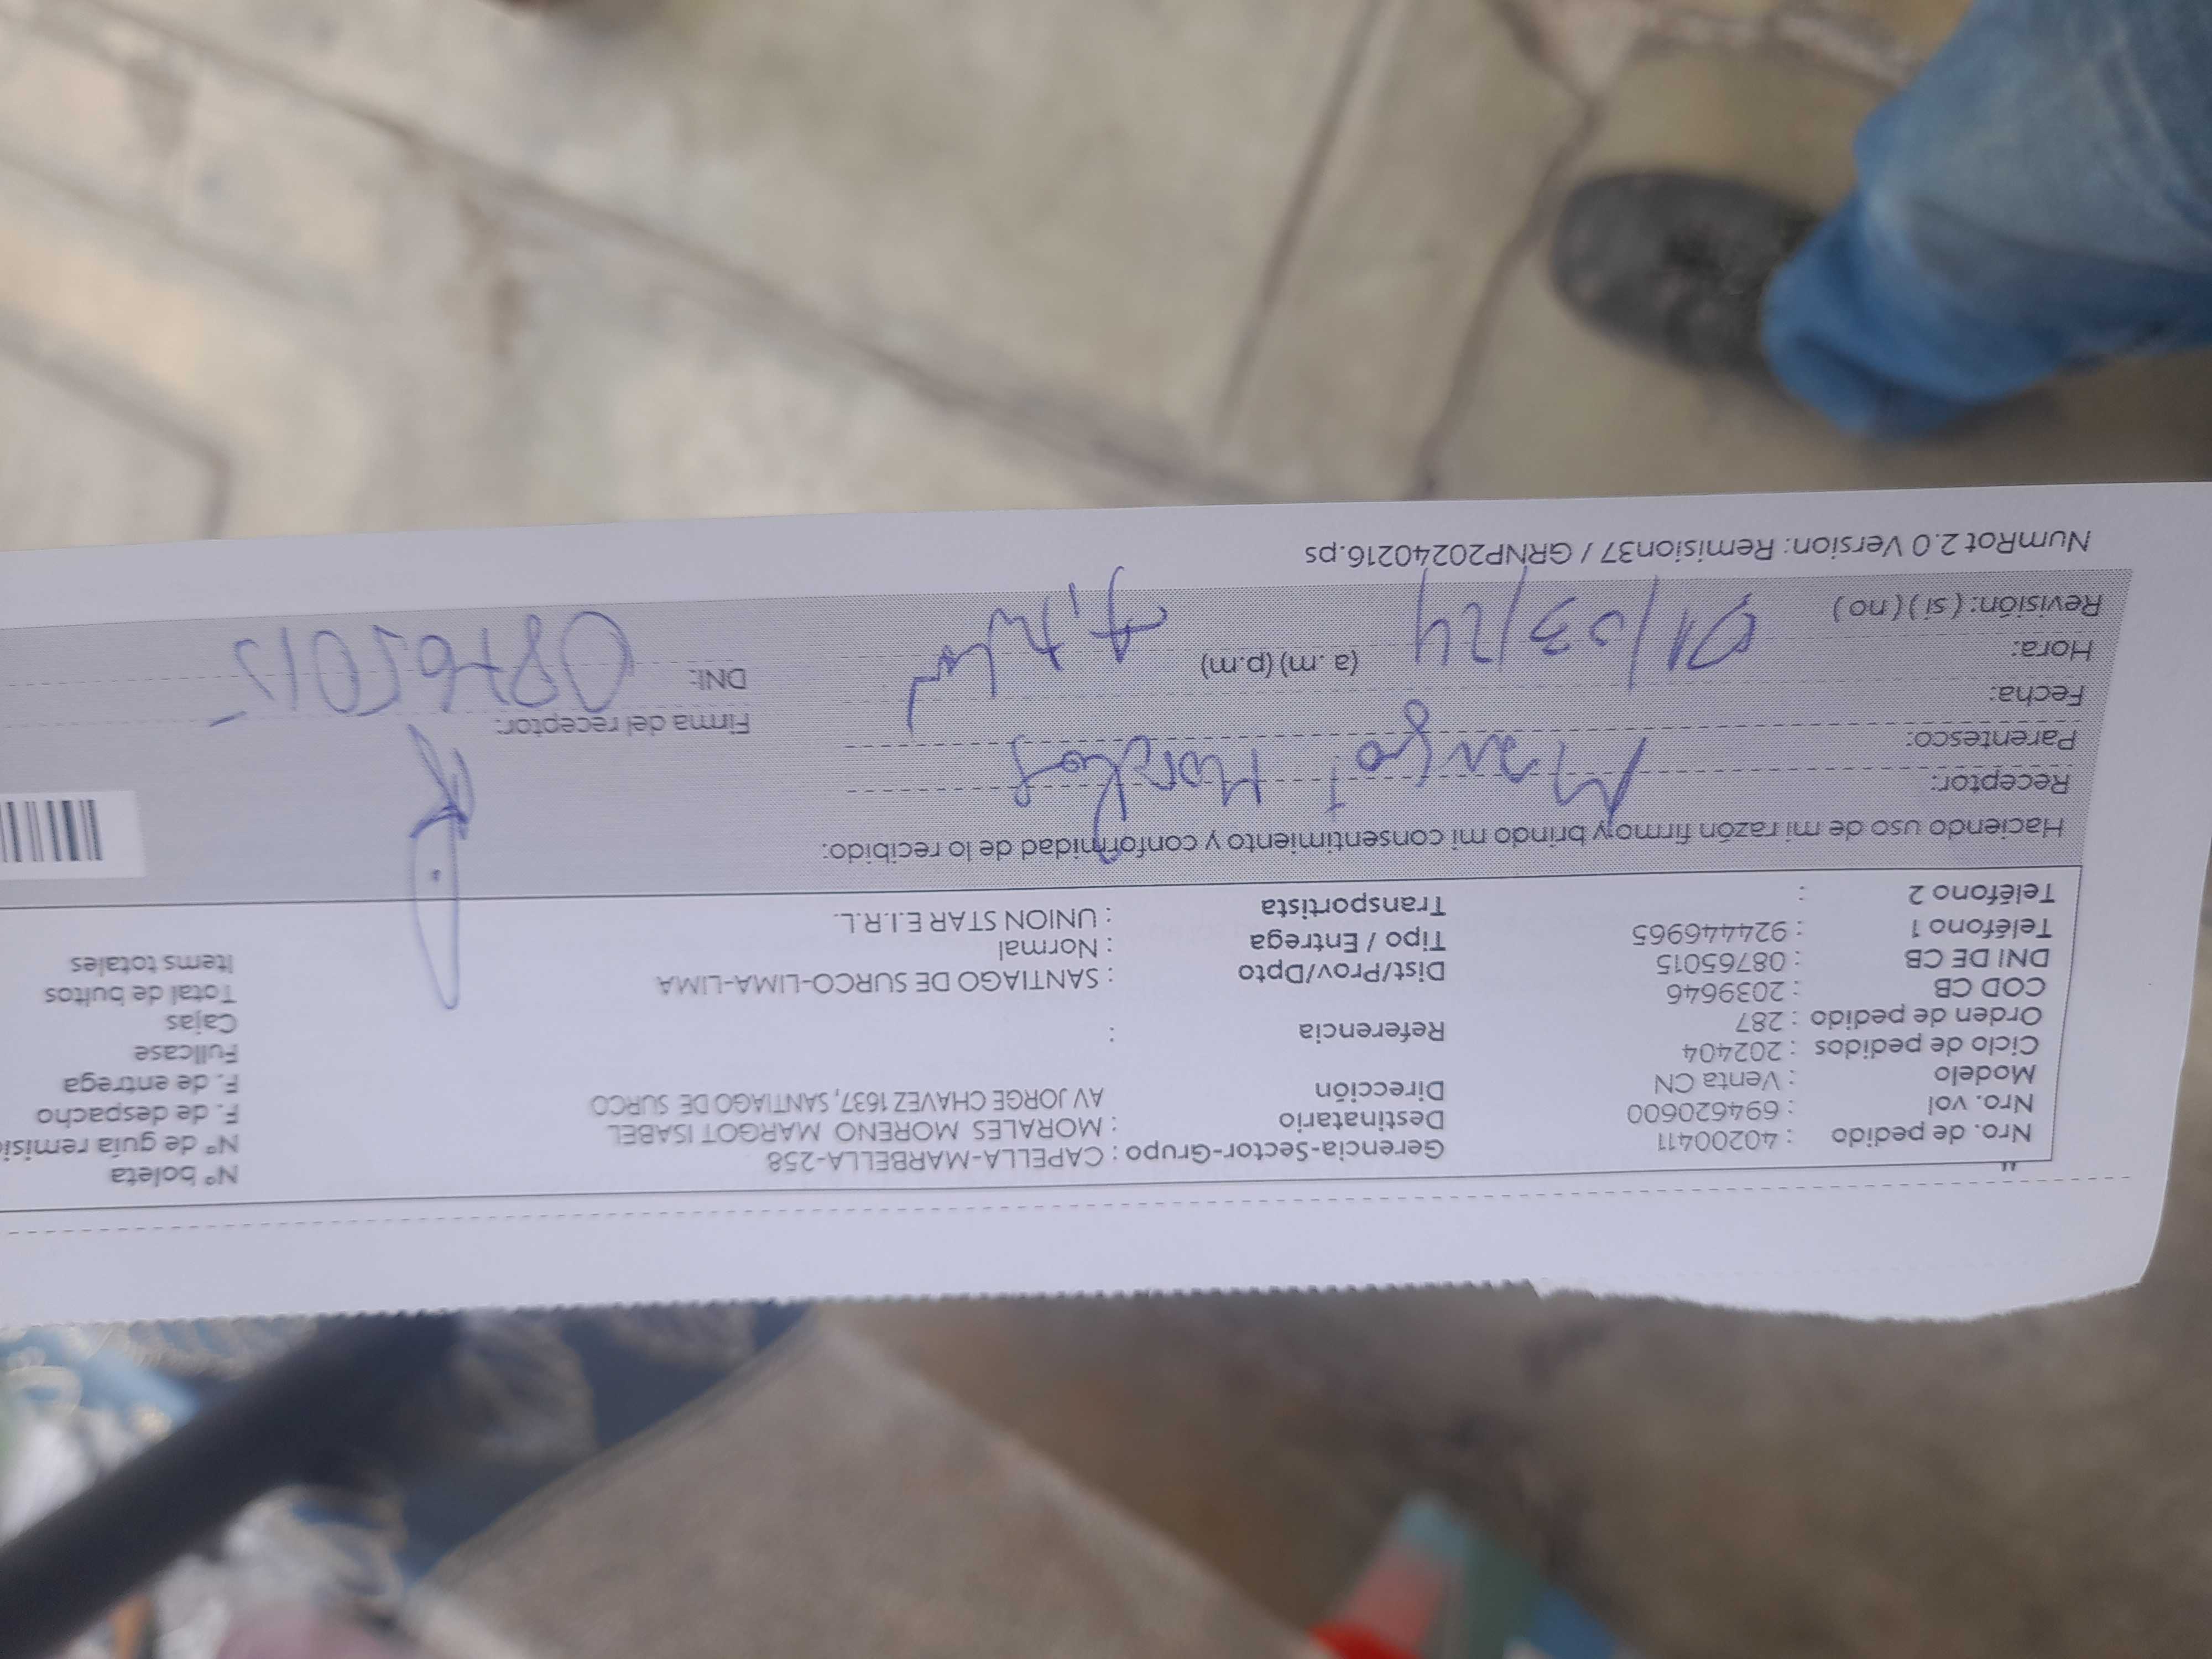 Nro. de pedido : 40200411 Gerencia-Sector-Grupo : CAPELLA-MARBELLA-258 N° boleta
Nro. vol : 694620600 Destinatario : MORALES MORENO MARGOT ISABEL N° de guía remisi
Modelo : Venta CN Dirección AV JORGE CHAVEZ 1637, SANTIAGO DE SURCO F. de despacho
Ciclo de pedidos : 202404 F. de entrega
Orden de pedido : 287 Referencia : Fullcase
COD CB : 2039646 Cajas
DNI DE CB : 08765015 Dist/Prov/Dpto : SANTIAGO DE SURCO-LIMA-LIMA Total de bultos
Teléfono 1 : 924446965 Tipo / Entrega : Normal Items totales
Teléfono 2 : Transportista : UNION STAR E.I.R.L.
Haciendo uso de mi razón firmo y brindo mi consentimiento y conformidad de lo recibido:
Receptor: Margot Morales
Parentesco:
Fecha: Firma del receptor:
Hora: 01/03/24 (a .m) (p.m) DNI: 08765015
Revisión: ( si ) ( no )
NumRot 2.0 Version: Remision37 / GRNP20240216.ps